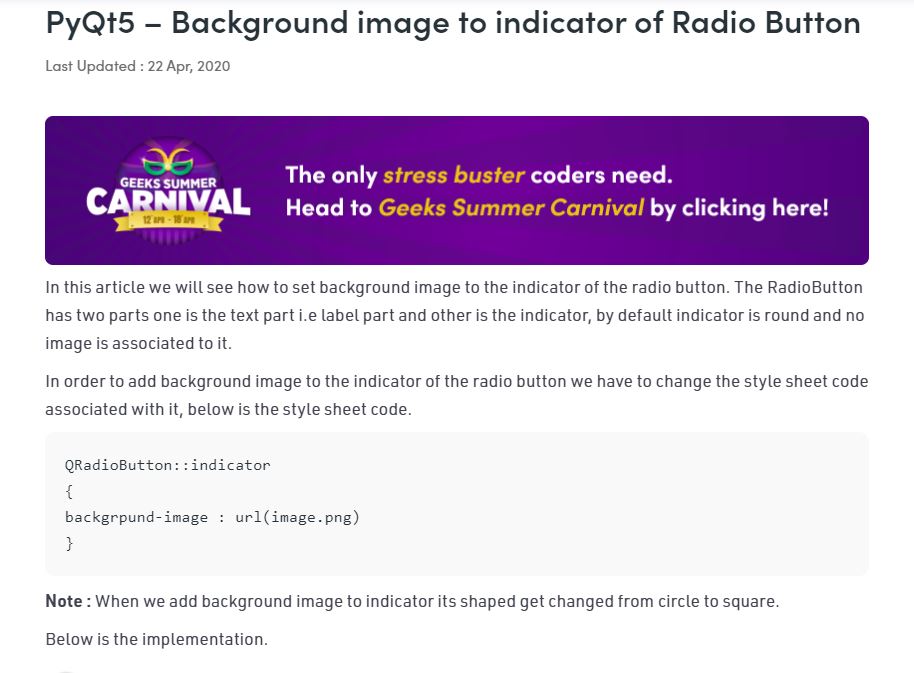 PyQt5 – Background image to indicator of Radio Button
Last Updated : 22 Apr, 2020
GEEKS SUMMER
CARNIVAL
12 APR - 18 APR
The only stress buster coders need.
Head to Geeks Summer Carnival by clicking here!
In this article we will see how to set background image to the indicator of the radio button. The RadioButton
has two parts one is the text part i.e label part and other is the indicator, by default indicator is round and no
image is associated to it.
In order to add background image to the indicator of the radio button we have to change the style sheet code
associated with it, below is the style sheet code.
QRadioButton::indicator
{
backgrpund-image : url(image.png)
}
Note : When we add background image to indicator its shaped get changed from circle to square.
Below is the implementation.